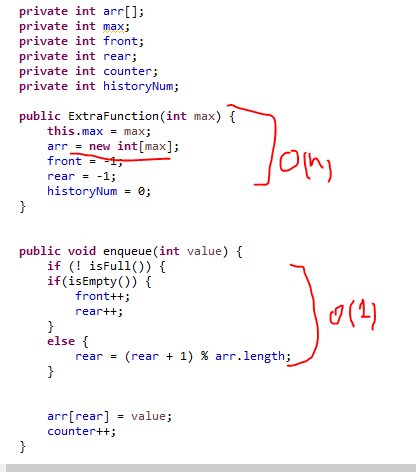 private int arr[];
private int max;
private int front;
private int rear;
private int counter;
private int historyNum;
public ExtraFunction(int max) {
this.max = max;
arr = new int[max];
front = -1;
rear = -1;
historyNum = 0;
}
O(n)
public void enqueue(int value) {
if (! isFull()) {
if(isEmpty()) {
front++;
rear++;
}
else {
rear = (rear + 1) % arr.length;
}
O(1)
arr[rear] = value;
counter++;
}